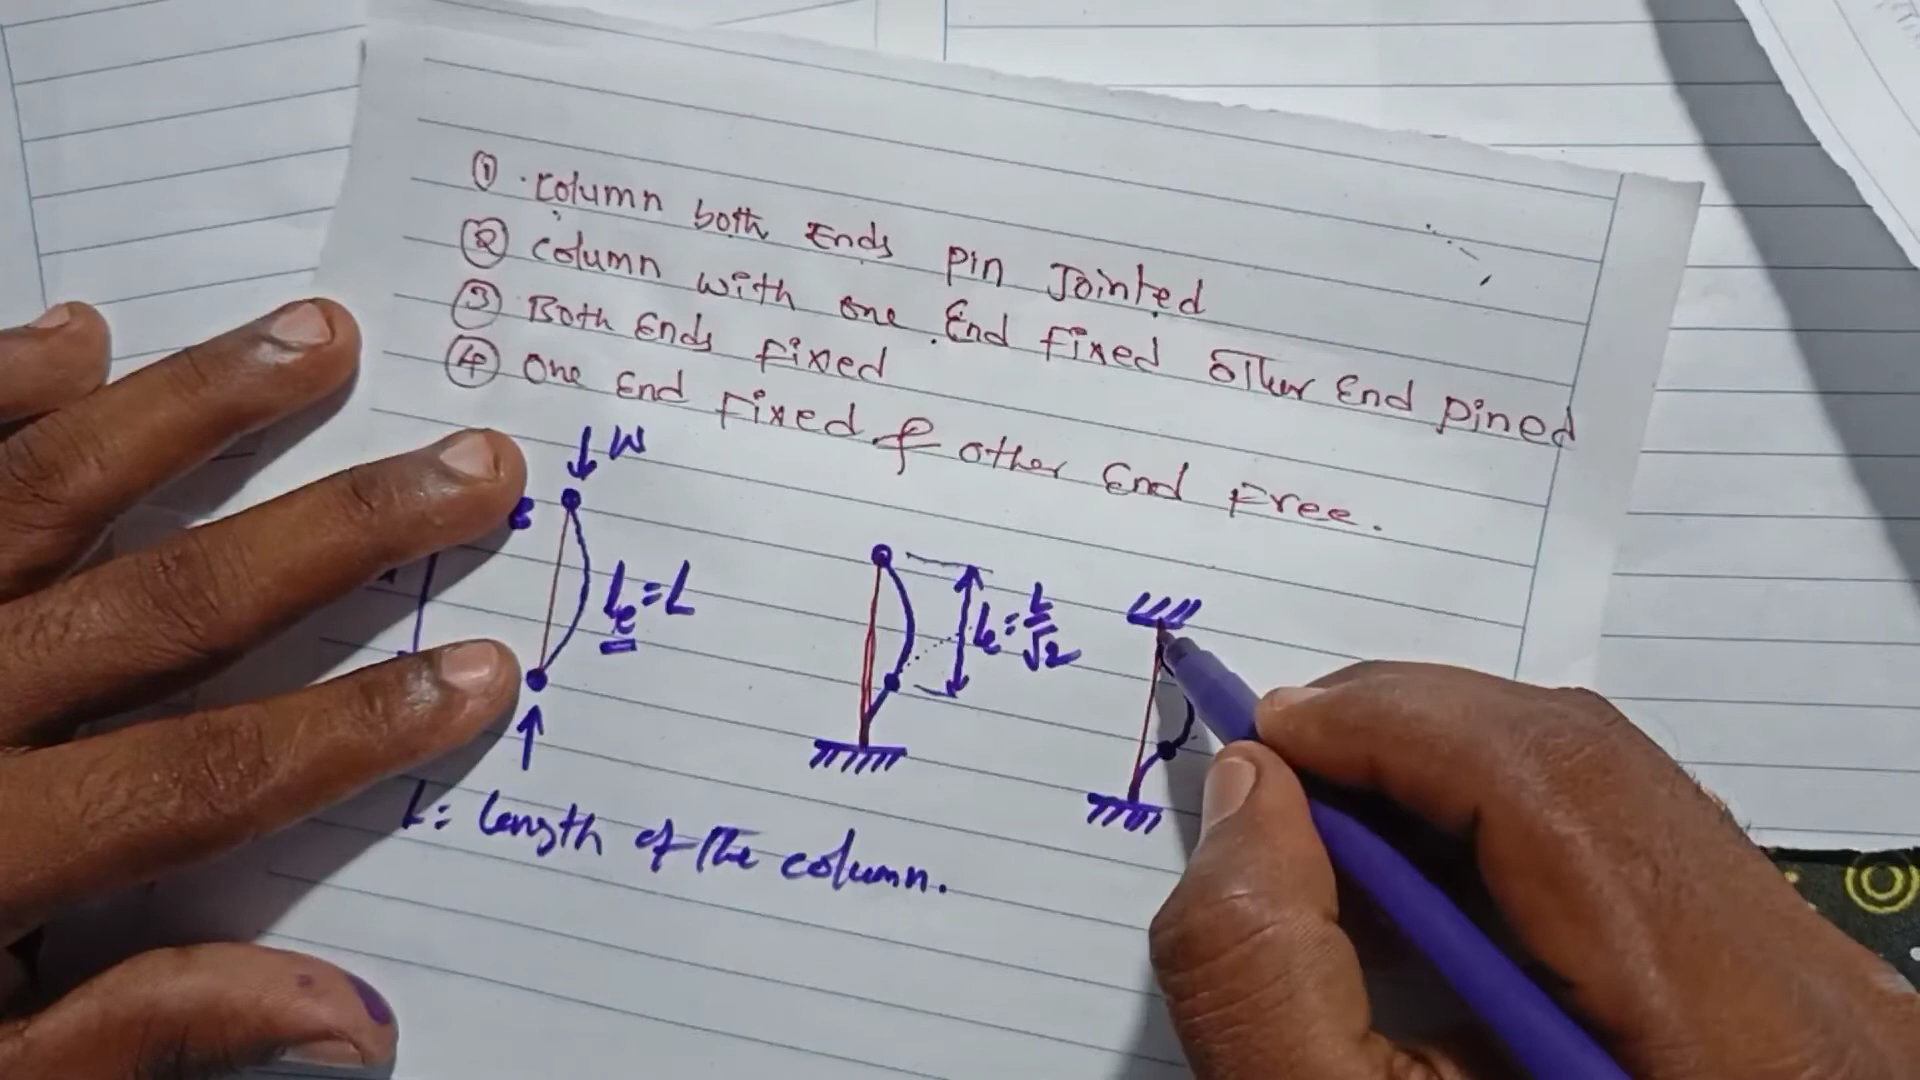 ① column both Ends Pin Jointed
② column with one End fixed other End Pined
③ Both Ends fixed
④ One End Fixed & other End Free.
W
B
A
Le = L
Le = L/√2
L = length of the column.